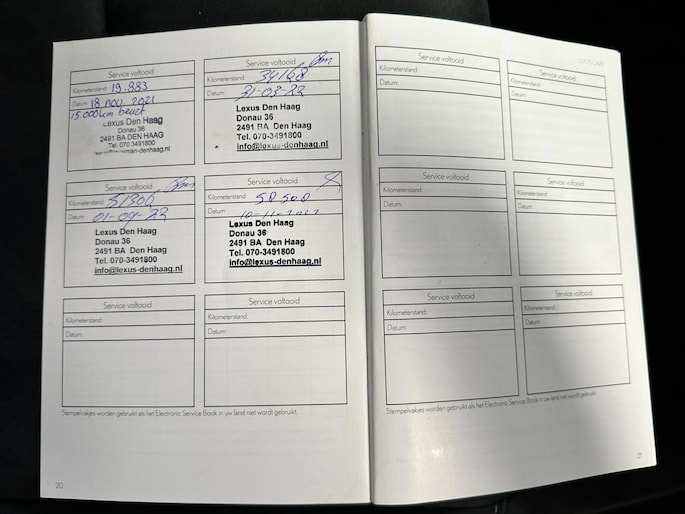 Service voltooid
Kilometerstand: 19.883
Datum: 18 nov. 2021
15.000 km beurt
Lexus Den Haag
Donau 36
2491 BA DEN HAAG
Tel. 070 3491800
Service voltooid
Kilometerstand: 34168
Datum: 31-03-22
Lexus Den Haag
Donau 36
2491 BA Den Haag
Tel. 070-3491800
info@lexus-denhaag.nl
Service voltooid
Kilometerstand: 51300
Datum: 01-09-22
Lexus Den Haag
Donau 36
2491 BA Den Haag
Tel. 070-3491800
info@lexus-denhaag.nl
Service voltooid
Kilometerstand:
Datum:
Lexus Den Haag
Donau 36
2491 BA Den Haag
Tel. 070-3491800
info@lexus-denhaag.nl
Service voltooid
Kilometerstand:
Datum:
Service voltooid
Kilometerstand:
Datum:
Stempelvakjes worden gebruikt als het Electronic Service Book in uw land niet wordt gebruikt.
20
LEXUS CARE
Service voltooid
Kilometerstand:
Datum:
Service voltooid
Kilometerstand:
Datum:
Service voltooid
Kilometerstand:
Datum:
Service voltooid
Kilometerstand:
Datum:
Service voltooid
Kilometerstand:
Datum:
Service voltooid
Kilometerstand:
Datum:
Stempelvakjes worden gebruikt als het Electronic Service Book in uw land niet wordt gebruikt.
21